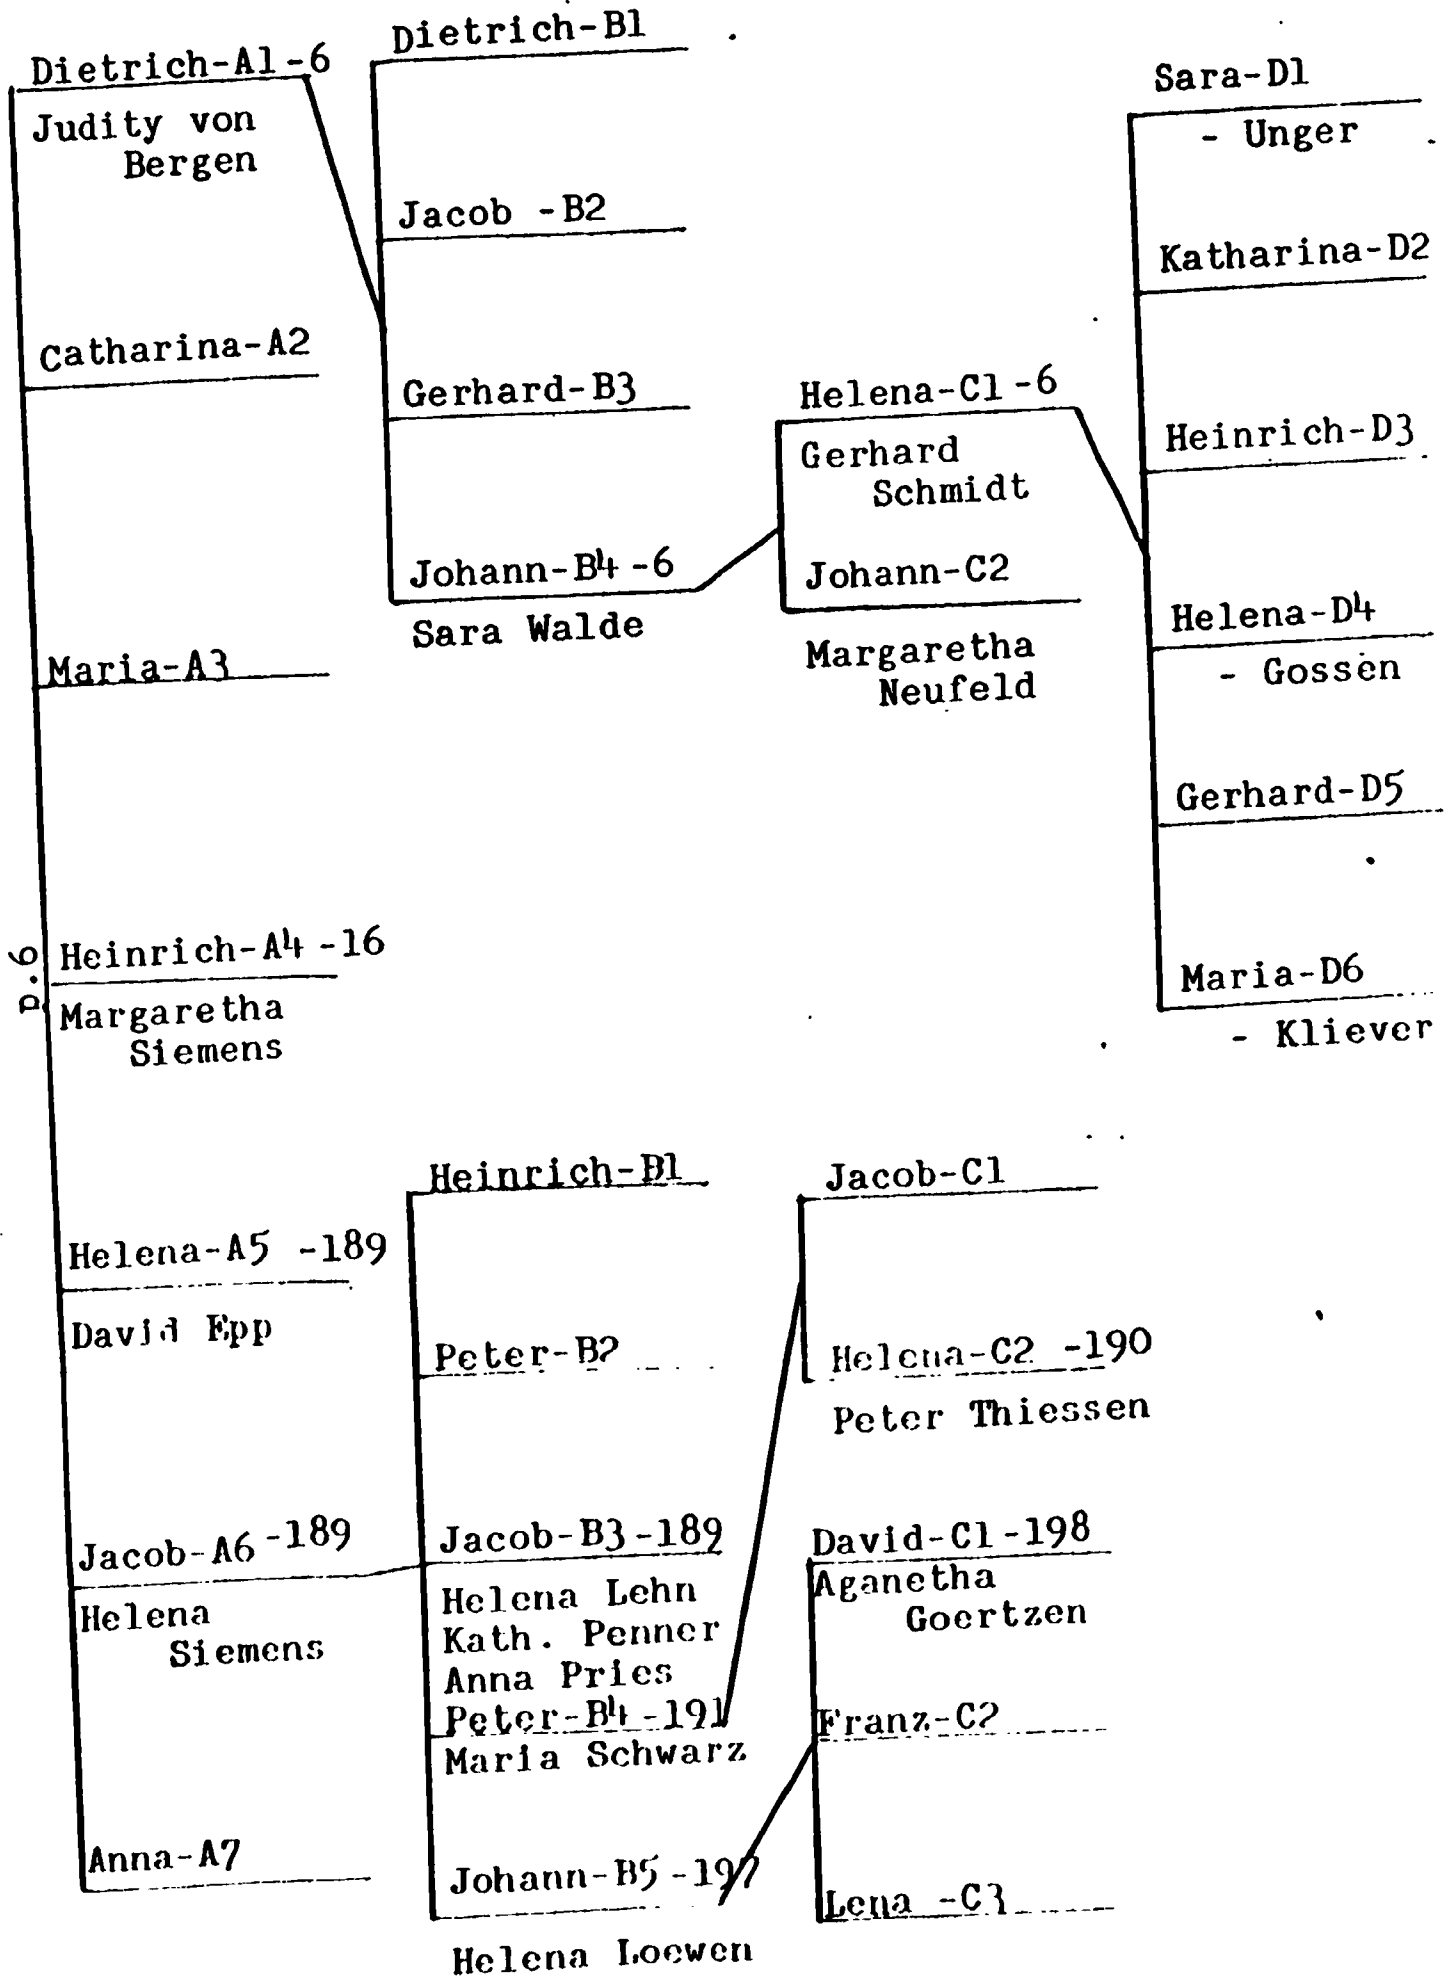 Dietrich-A1-6
Judity von
Bergen
Catharina-A2
Maria-A3
p.6
Heinrich-A4 -16
Margaretha
Siemens
Helena-A5 -189
David Epp
Jacob-A6 -189
Helena
Siemens
Anna-A7
Dietrich-B1
Jacob -B2
Gerhard-B3
Johann-B4 -6
Sara Walde
Helena-C1 -6
Gerhard
Schmidt
Johann-C2
Margaretha
Neufeld
Sara-D1
- Unger
Katharina-D2
Heinrich-D3
Helena-D4
- Gossen
Gerhard-D5
Maria-D6
- Kliever
Heinrich-B1
Peter-B2
Jacob-B3 -189
Helena Lehn
Kath. Penner
Anna Pries
Peter-B4 -191
Maria Schwarz
Johann-B5 -197
Helena Loewen
Jacob-C1
Helena-C2 -190
Peter Thiessen
David-C1 -198
Aganetha
Goertzen
Franz-C2
Lena -C3